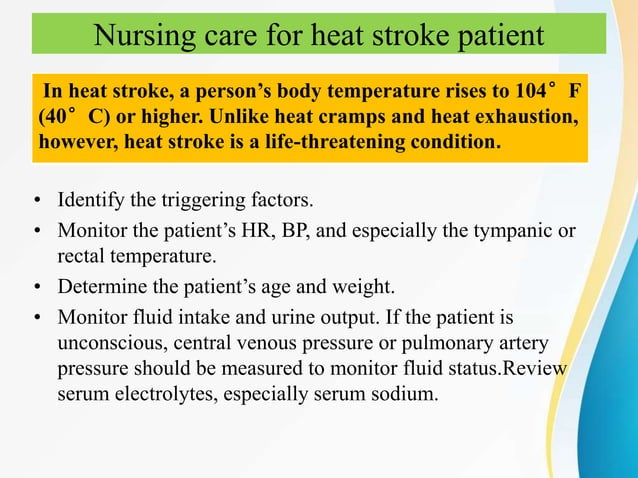 Nursing care for heat stroke patient
In heat stroke, a person’s body temperature rises to 104°F
(40°C) or higher. Unlike heat cramps and heat exhaustion,
however, heat stroke is a life-threatening condition.
• Identify the triggering factors.
• Monitor the patient’s HR, BP, and especially the tympanic or
rectal temperature.
• Determine the patient’s age and weight.
• Monitor fluid intake and urine output. If the patient is
unconscious, central venous pressure or pulmonary artery
pressure should be measured to monitor fluid status.Review
serum electrolytes, especially serum sodium.